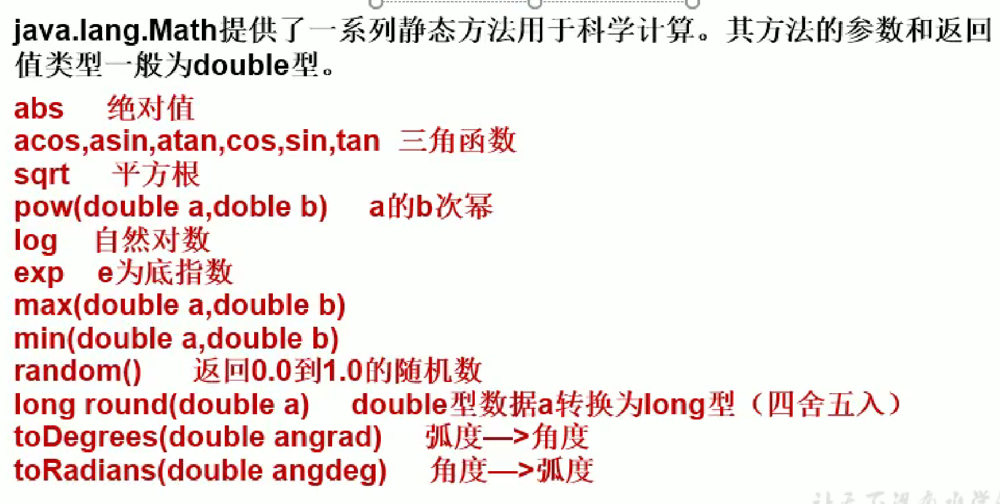 java.lang.Math提供了一系列静态方法用于科学计算。其方法的参数和返回
值类型一般为double型。
abs 绝对值
acos,asin,atan,cos,sin,tan 三角函数
sqrt 平方根
pow(double a,doble b) a的b次幂
log 自然对数
exp e为底指数
max(double a,double b)
min(double a,double b)
random() 返回0.0到1.0的随机数
long round(double a) double型数据a转换为long型（四舍五入）
toDegrees(double angrad) 弧度—>角度
toRadians(double angdeg) 角度—>弧度